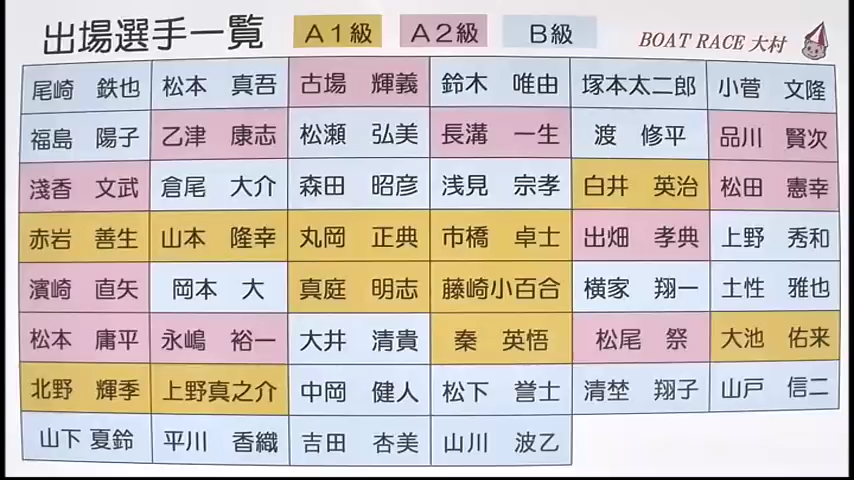 出場選手一覧 A1級 A2級 B級 BOAT RACE 大村
尾崎 鉄也 松本 真吾 古場 輝義 鈴木 唯由 塚本太二郎 小菅 文隆
福島 陽子 乙津 康志 松瀬 弘美 長溝 一生 渡 修平 品川 賢次
淺香 文武 倉尾 大介 森田 昭彦 浅見 宗孝 白井 英治 松田 憲幸
赤岩 善生 山本 隆幸 丸岡 正典 市橋 卓士 出畑 孝典 上野 秀和
濱崎 直矢 岡本 大 真庭 明志 藤崎小百合 横家 翔一 土性 雅也
松本 庸平 永嶋 裕一 大井 清貴 秦 英悟 松尾 祭 大池 佑来
北野 輝季 上野真之介 中岡 健人 松下 誉士 清埜 翔子 山戸 信二
山下 夏鈴 平川 香織 吉田 杏美 山川 波乙